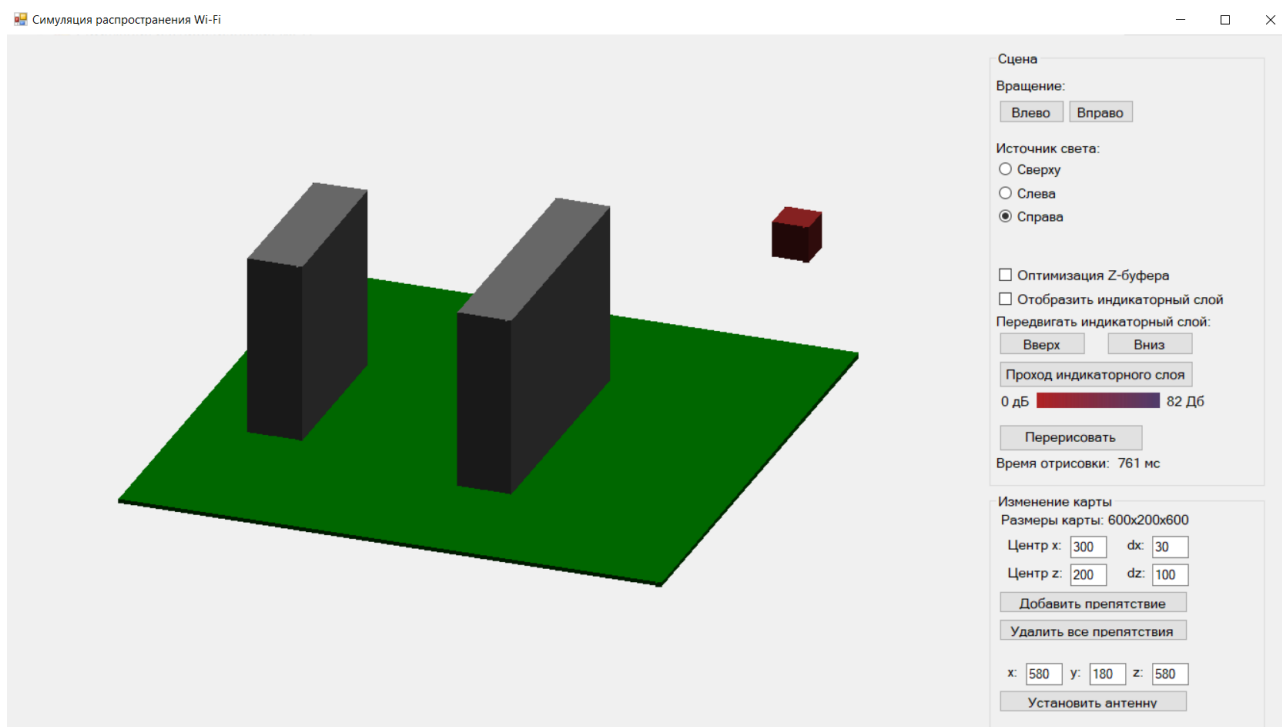 Симуляция распространения Wi-Fi
Сцена
Вращение:
Влево Вправо
Источник света:
Сверху
Слева
Справа
Оптимизация Z-буфера
Отобразить индикаторный слой
Передвигать индикаторный слой:
Вверх Вниз
Проход индикаторного слоя
0 дБ 82 Дб
Перерисовать
Время отрисовки: 761 мс
Изменение карты
Размеры карты: 600x200x600
Центр x: 300 dx: 30
Центр z: 200 dz: 100
Добавить препятствие
Удалить все препятствия
x: 580 y: 180 z: 580
Установить антенну